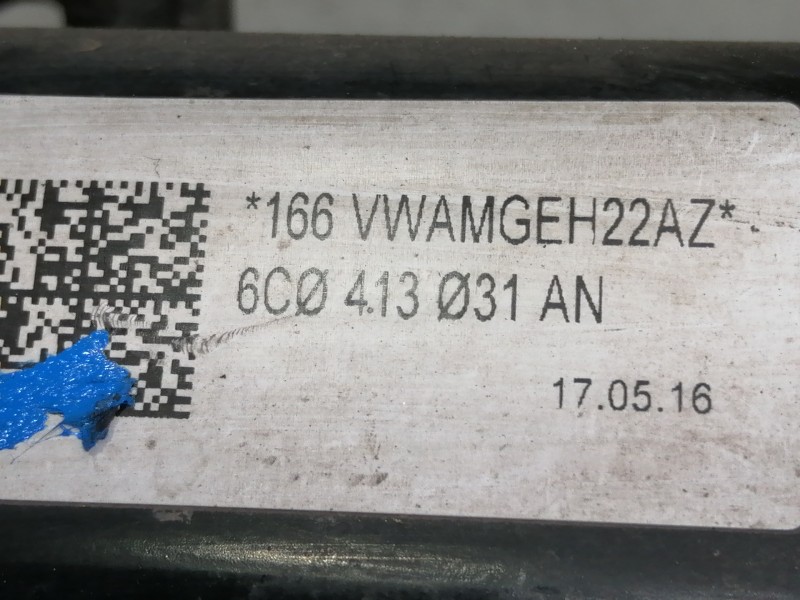 *166 VWAMGEH22AZ*
6CØ 413 Ø31 AN
17.05.16